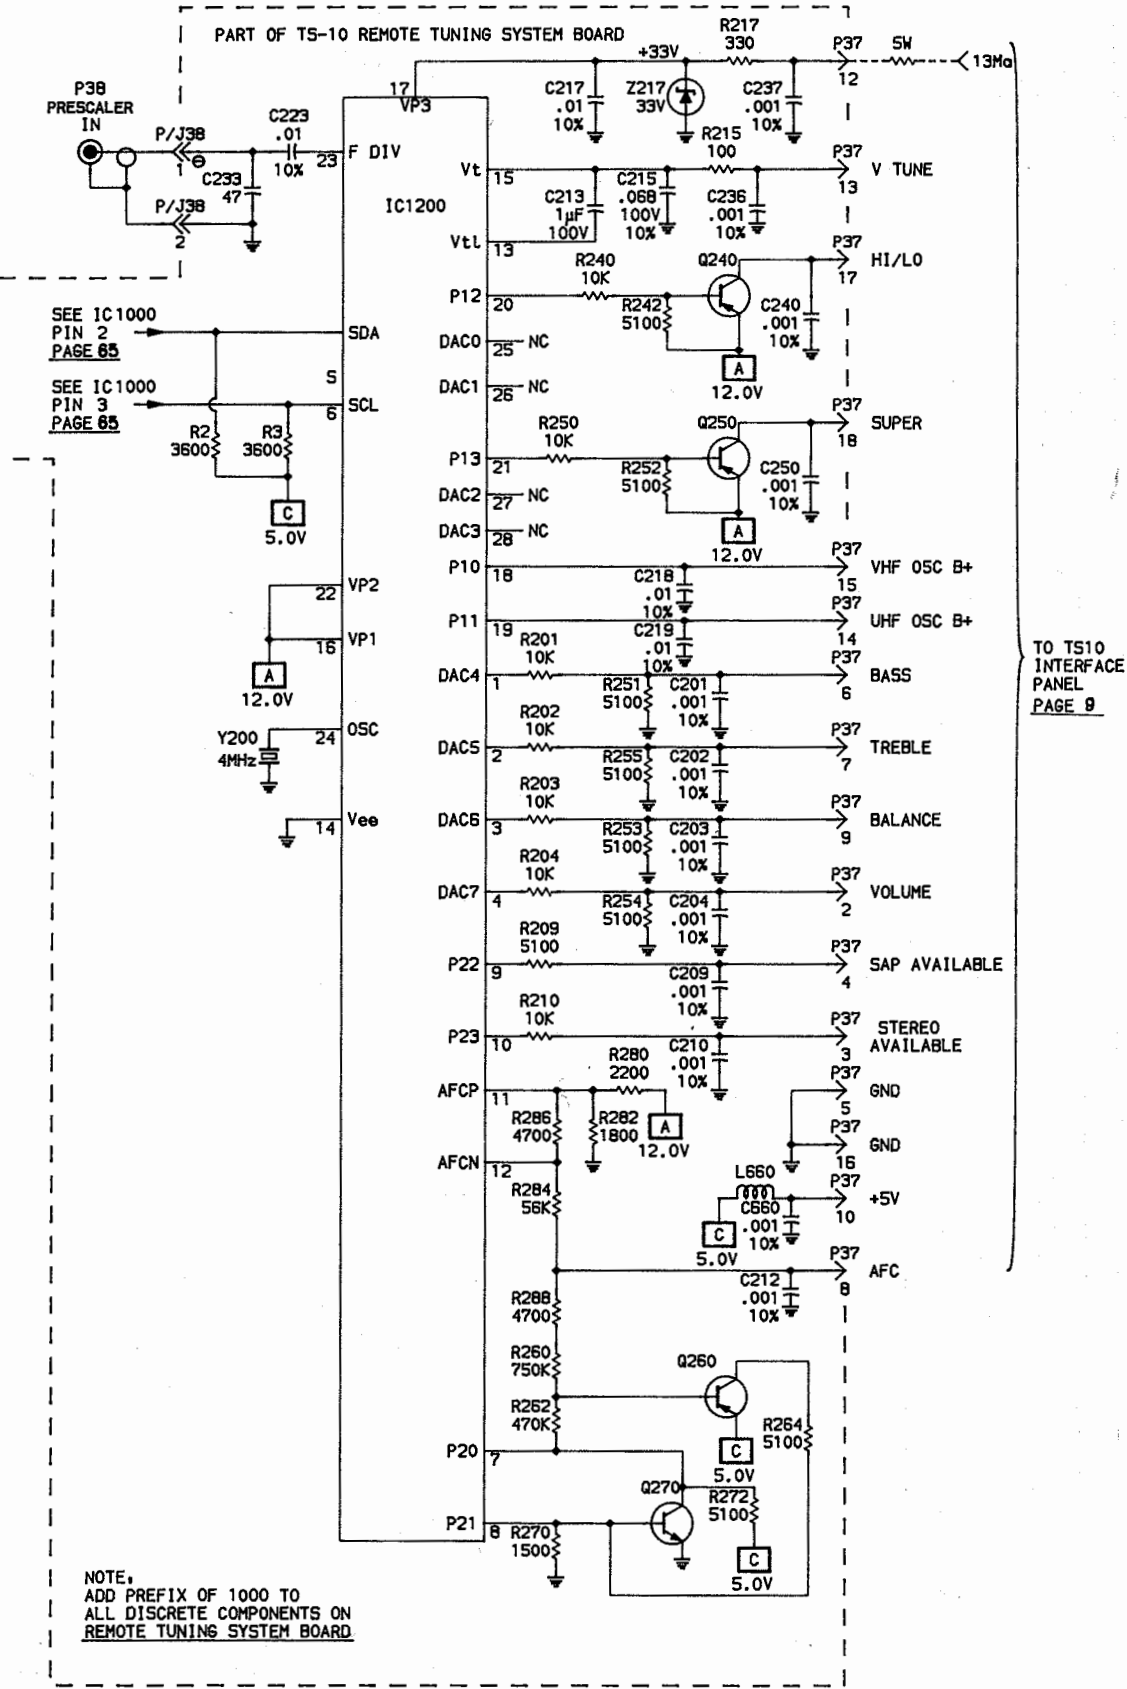 PART OF TS-10 REMOTE TUNING SYSTEM BOARD
R217
330
+33V
P37
12
5W
13Ma
P38
PRESCALER
IN
P/J38
1
C223
.01
10%
23
F DIV
17
VP3
C217
.01
10%
Z217
33V
C237
.001
10%
C233
47
P/J38
2
IC1200
Vt
15
C213
1µF
100V
C215
.068
100V
10%
R215
100
C236
.001
10%
P37
13
V TUNE
Vtl
13
P12
20
R240
10K
R242
5100
Q240
A
12.0V
C240
.001
10%
P37
17
HI/LO
SEE IC1000
PIN 2
PAGE 65
SDA
S
DAC0
25
NC
SEE IC1000
PIN 3
PAGE 65
6
SCL
DAC1
26
NC
R2
3600
R3
3600
C
5.0V
P13
21
R250
10K
R252
5100
Q250
A
12.0V
C250
.001
10%
P37
18
SUPER
DAC2
27
NC
DAC3
28
NC
P10
18
C218
.01
10%
P37
15
VHF OSC B+
22
VP2
P11
19
C219
.01
10%
P37
14
UHF OSC B+
16
VP1
A
12.0V
DAC4
1
R201
10K
R251
5100
C201
.001
10%
P37
6
BASS
TO TS10
INTERFACE
PANEL
PAGE 9
Y200
4MHz
24
OSC
DAC5
2
R202
10K
R255
5100
C202
.001
10%
P37
7
TREBLE
14
Vee
DAC6
3
R203
10K
R253
5100
C203
.001
10%
P37
9
BALANCE
DAC7
4
R204
10K
R254
5100
C204
.001
10%
P37
2
VOLUME
P22
9
R209
5100
C209
.001
10%
P37
4
SAP AVAILABLE
P23
10
R210
10K
C210
.001
10%
P37
3
STEREO
AVAILABLE
AFCP
11
R286
4700
R282
1800
R280
2200
A
12.0V
P37
5
GND
AFCN
12
R284
56K
P37
16
GND
L660
C660
.001
10%
C
5.0V
P37
10
+5V
C212
.001
10%
P37
8
AFC
R288
4700
R260
750K
R262
470K
Q260
C
5.0V
R264
5100
P20
7
Q270
R272
5100
C
5.0V
P21
8
R270
1500
NOTE,
ADD PREFIX OF 1000 TO
ALL DISCRETE COMPONENTS ON
REMOTE TUNING SYSTEM BOARD